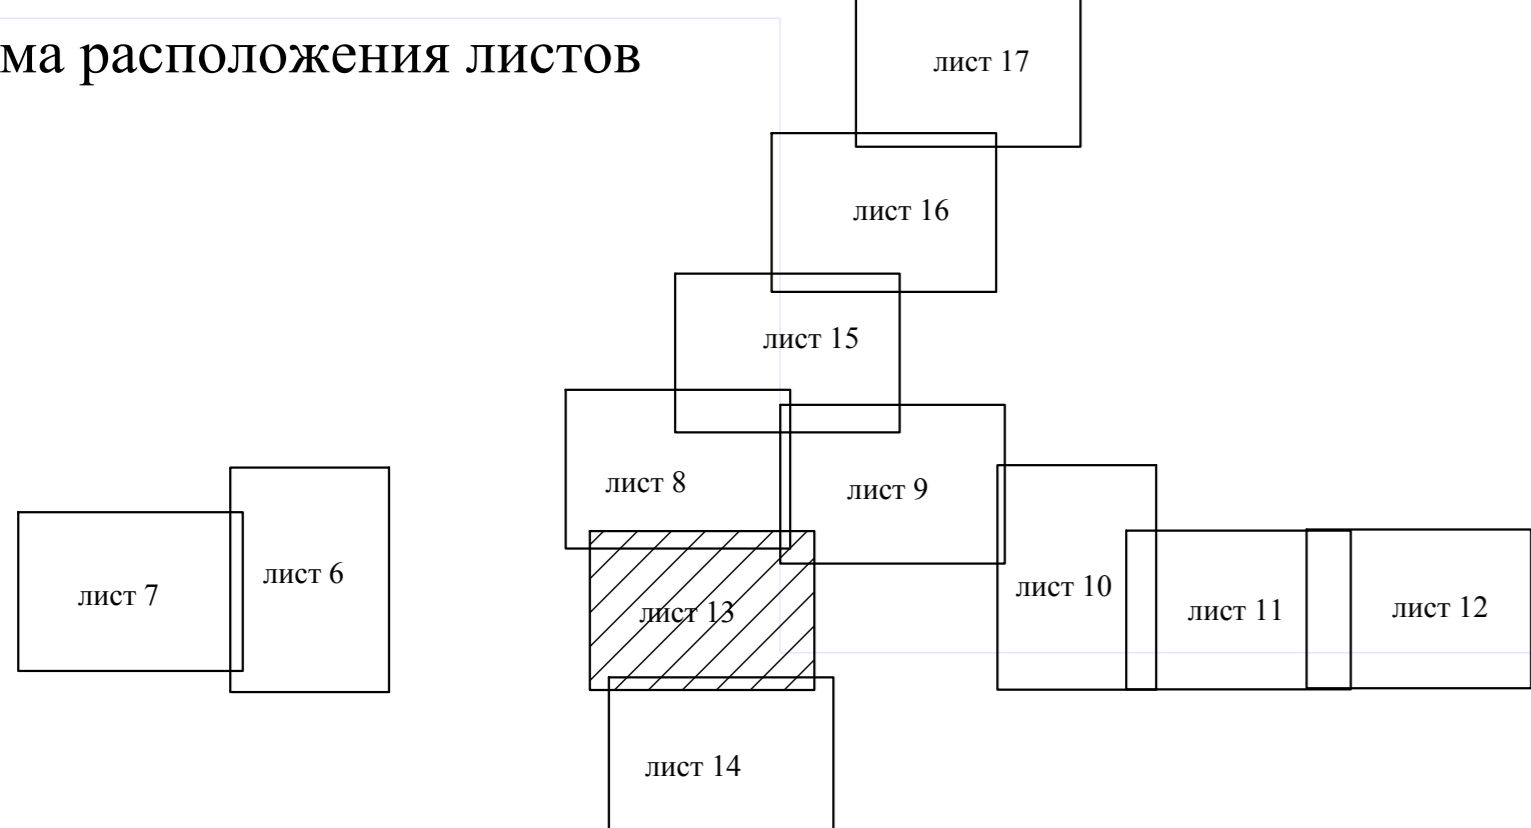 ма расположения листов
лист 17
лист 16
лист 15
лист 8
лист 9
лист 6
лист 7
лист 10
лист 11
лист 12
лист 13
лист 14